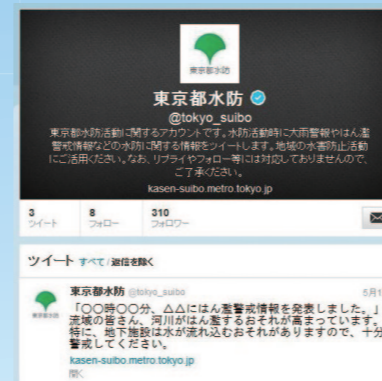 東京都水防
東京都水防
@tokyo_suibo
東京都水防活動に関するアカウントです。水防活動時に大雨警報やはん濫
警戒情報などの水防に関する情報をツイートします。地域の水害防止活動
にご活用ください。なお、リプライやフォロー等には対応しておりませんので、
ご了承ください。
kasen-suibo.metro.tokyo.jp
3 8 310
ツイート フォロー フォロワー
ツイート すべて / 返信を除く
東京都水防 @tokyo_suibo 5月1
「○○時○○分、△△にはん濫警戒情報を発表しました。」
流域の皆さん、河川がはん濫するおそれが高まっています。
特に、地下施設は水が流れ込むおそれがありますので、十分
警戒してください。
kasen-suibo.metro.tokyo.jp
東京都水防
開く